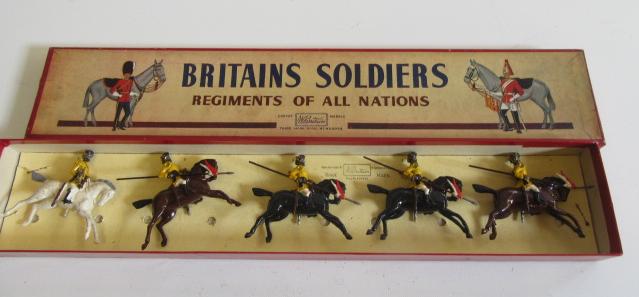 BRITAINS SOLDIERS
REGIMENTS OF ALL NATIONS